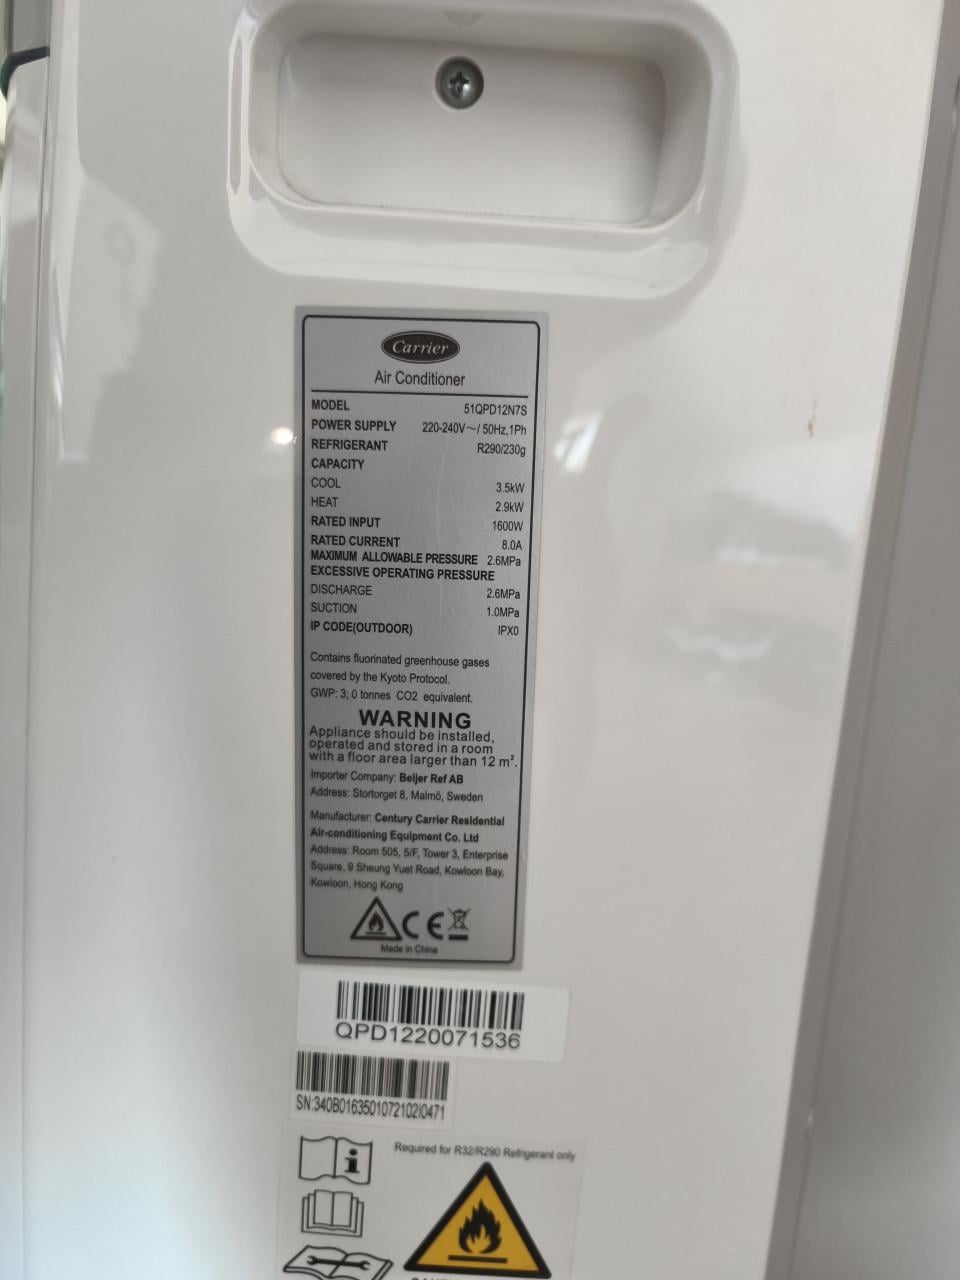 Carrier
Air Conditioner
MODEL 51QPD12N7S
POWER SUPPLY 220-240V～/ 50Hz,1Ph
REFRIGERANT R290/230g
CAPACITY
COOL 3.5kW
HEAT 2.9kW
RATED INPUT 1600W
RATED CURRENT 8.0A
MAXIMUM ALLOWABLE PRESSURE 2.6MPa
EXCESSIVE OPERATING PRESSURE
DISCHARGE 2.6MPa
SUCTION 1.0MPa
IP CODE(OUTDOOR) IPX0
Contains fluorinated greenhouse gases
covered by the Kyoto Protocol.
GWP: 3; 0 tonnes CO2 equivalent.
WARNING
Appliance should be installed,
operated and stored in a room
with a floor area larger than 12 m².
Importer Company: Beijer Ref AB
Address: Stortorget 8, Malmö, Sweden
Manufacturer: Century Carrier Residential
Air-conditioning Equipment Co. Ltd
Address: Room 505, 5/F, Tower 3, Enterprise
Square, 9 Sheung Yuet Road, Kowloon Bay,
Kowloon, Hong Kong
CE
Made in China
QPD1220071536
SN:340B01635010721020471
Required for R32/R290 Refrigerant only